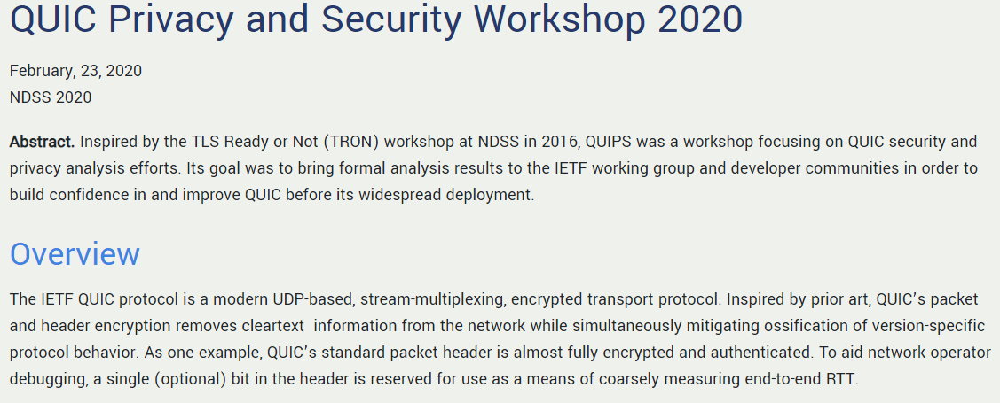 QUIC Privacy and Security Workshop 2020
February, 23, 2020
NDSS 2020
Abstract. Inspired by the TLS Ready or Not (TRON) workshop at NDSS in 2016, QUIPS was a workshop focusing on QUIC security and
privacy analysis efforts. Its goal was to bring formal analysis results to the IETF working group and developer communities in order to
build confidence in and improve QUIC before its widespread deployment.
Overview
The IETF QUIC protocol is a modern UDP-based, stream-multiplexing, encrypted transport protocol. Inspired by prior art, QUIC's packet
and header encryption removes cleartext  information from the network while simultaneously mitigating ossification of version-specific
protocol behavior. As one example, QUIC's standard packet header is almost fully encrypted and authenticated. To aid network operator
debugging, a single (optional) bit in the header is reserved for use as a means of coarsely measuring end-to-end RTT.